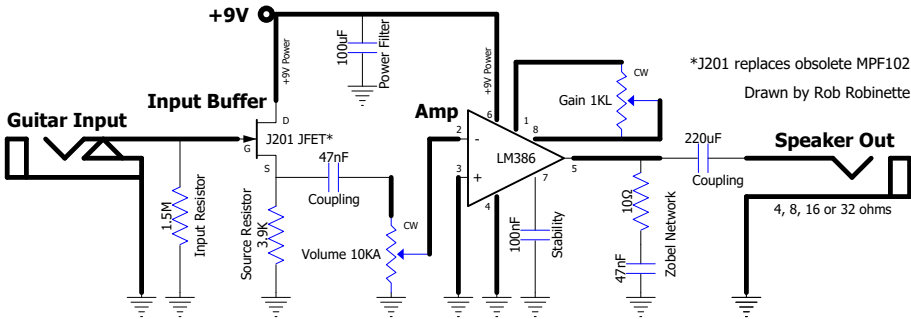 +9V
+9V Power
100uF
Power Filter
+9V Power
*J201 replaces obsolete MPF102
Drawn by Rob Robinette
CW
Gain 1KL
Input Buffer
Guitar Input
D
G
J201 JFET*
S
Amp
6
1
8
2
-
LM386
3
+
5
4
7
47nF
Coupling
220uF
Coupling
Speaker Out
4, 8, 16 or 32 ohms
1.5M
Input Resistor
Source Resistor
3.9K
CW
Volume 10KA
100nF
Stability
10Ω
47nF
Zobel Network